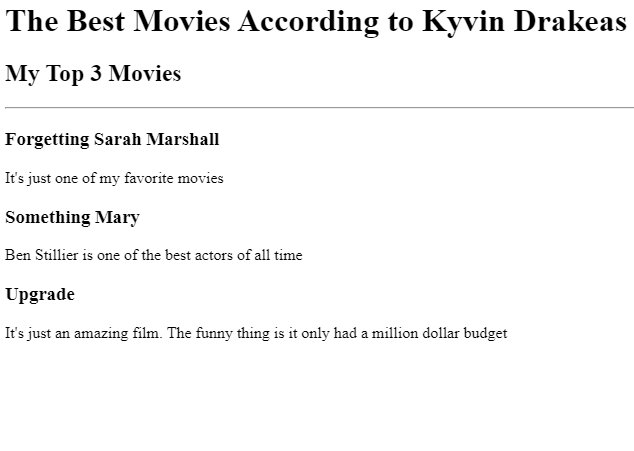 The Best Movies According to Kyvin Drakeas
My Top 3 Movies
Forgetting Sarah Marshall
It's just one of my favorite movies
Something Mary
Ben Stillier is one of the best actors of all time
Upgrade
It's just an amazing film. The funny thing is it only had a million dollar budget